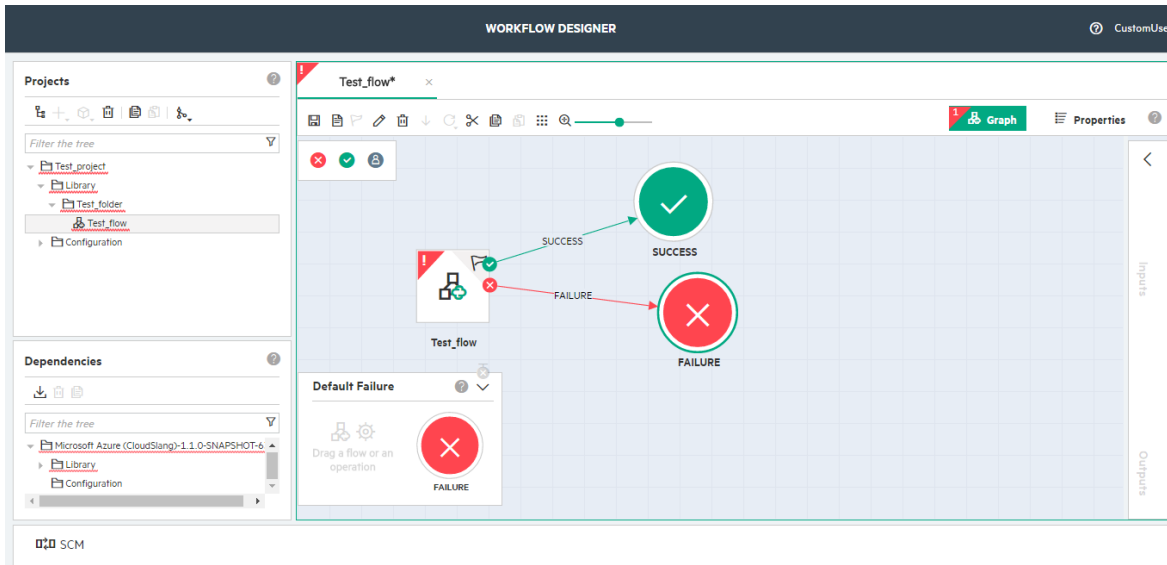 WORKFLOW DESIGNER
CustomUse
Projects
Filter the tree
Test_project
Library
Test_folder
Test_flow
Configuration
Dependencies
Filter the tree
Microsoft Azure (CloudSlang)-1.1.0-SNAPSHOT-6
Library
Configuration
Test_flow*
1 Graph
Properties
SUCCESS
SUCCESS
FAILURE
FAILURE
Test_flow
Default Failure
Drag a flow or an
operation
FAILURE
Inputs
Outputs
SCM